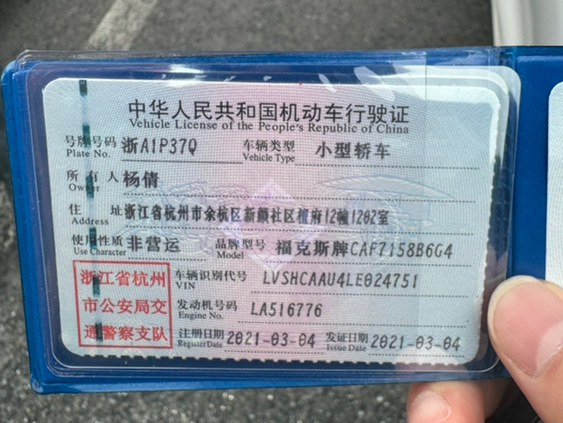 中华人民共和国机动车行驶证
Vehicle License of the People's Republic of China
号牌号码 浙A1P37Q 车辆类型 小型轿车
Plate No. Vehicle Type
所有人 杨倩
Owner
住址 浙江省杭州市余杭区新颜社区檀府12幢1202室
Address
使用性质 非营运 品牌型号 福克斯牌CAF7158B6G4
Use Character Model
浙江省杭州 车辆识别代号 LVSHCAAU4LE024751
VIN
市公安局交 发动机号码 LA516776
Engine No.
通警察支队 注册日期 2021-03-04 发证日期 2021-03-04
Register Date Issue Date